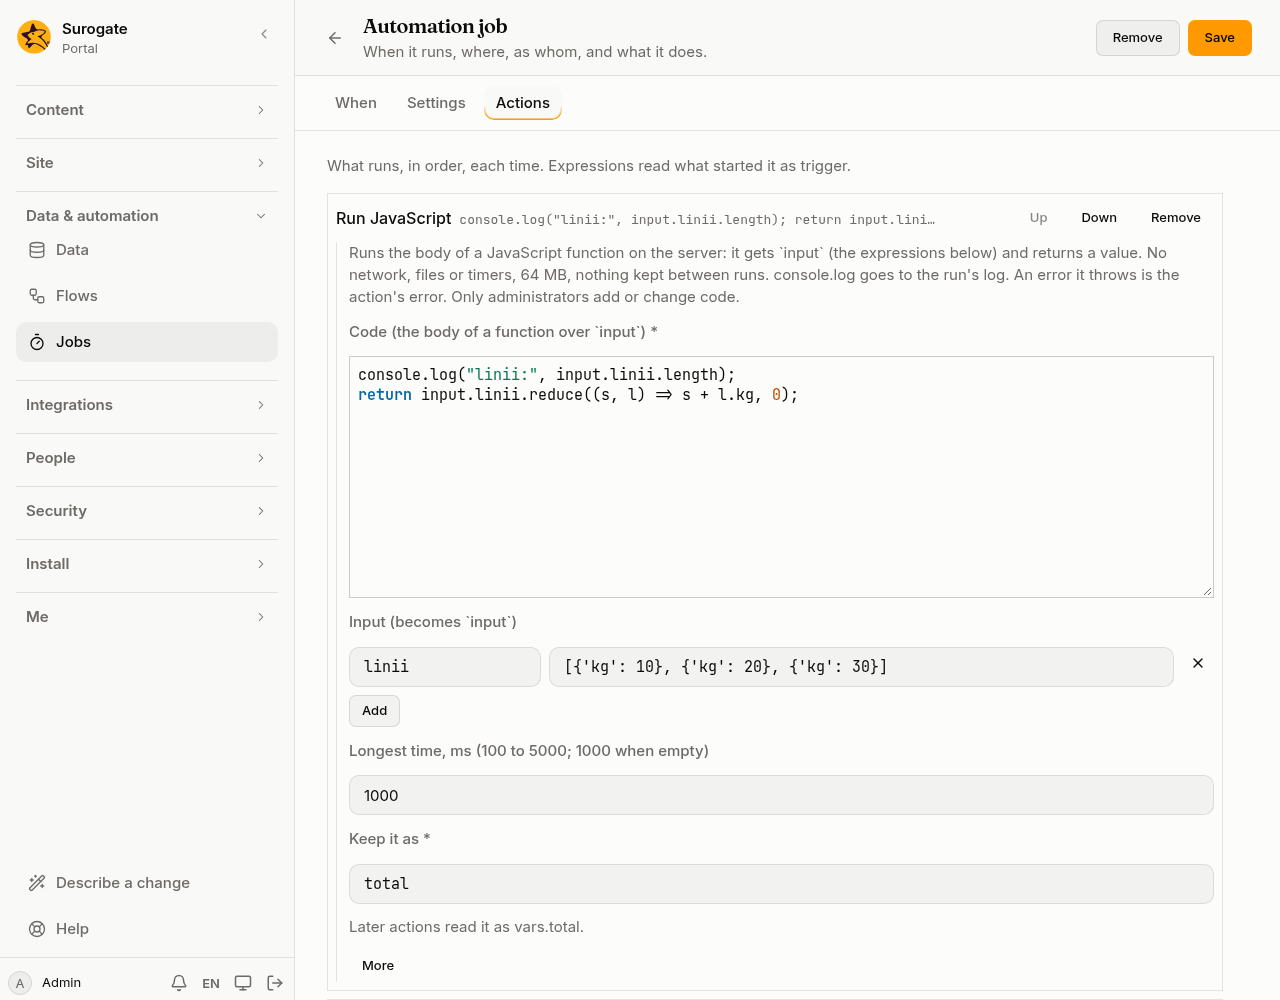 Surogate
Portal
Content
Site
Data & automation
Data
Flows
Jobs
Integrations
People
Security
Install
Me
Describe a change
Help
A
Admin
EN
Automation job
When it runs, where, as whom, and what it does.
Remove
Save
When
Settings
Actions
What runs, in order, each time. Expressions read what started it as trigger.
Run JavaScript console.log("linii:", input.linii.length); return input.lini…
Up
Down
Remove
Runs the body of a JavaScript function on the server: it gets `input` (the expressions below) and returns a value. No
network, files or timers, 64 MB, nothing kept between runs. console.log goes to the run's log. An error it throws is the
action's error. Only administrators add or change code.
Code (the body of a function over `input`) *
console.log("linii:", input.linii.length);
return input.linii.reduce((s, l) => s + l.kg, 0);
Input (becomes `input`)
linii
[{'kg': 10}, {'kg': 20}, {'kg': 30}]
Add
Longest time, ms (100 to 5000; 1000 when empty)
1000
Keep it as *
total
Later actions read it as vars.total.
More